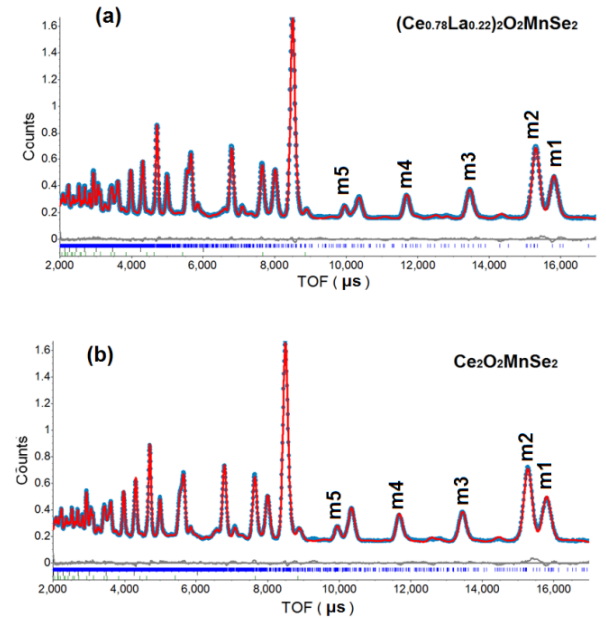 (a)
(Ce0.78La0.22)2O2MnSe2
1.6
1.4
1.2
1
0.8
0.6
0.4
0.2
0
Counts
m5
m4
m3
m2
m1
2,000
4,000
6,000
8,000
10,000
12,000
14,000
16,000
TOF ( µs )
(b)
Ce2O2MnSe2
1.6
1.4
1.2
1
0.8
0.6
0.4
0.2
0
Counts
m5
m4
m3
m2
m1
2,000
4,000
6,000
8,000
10,000
12,000
14,000
16,000
TOF ( µs )